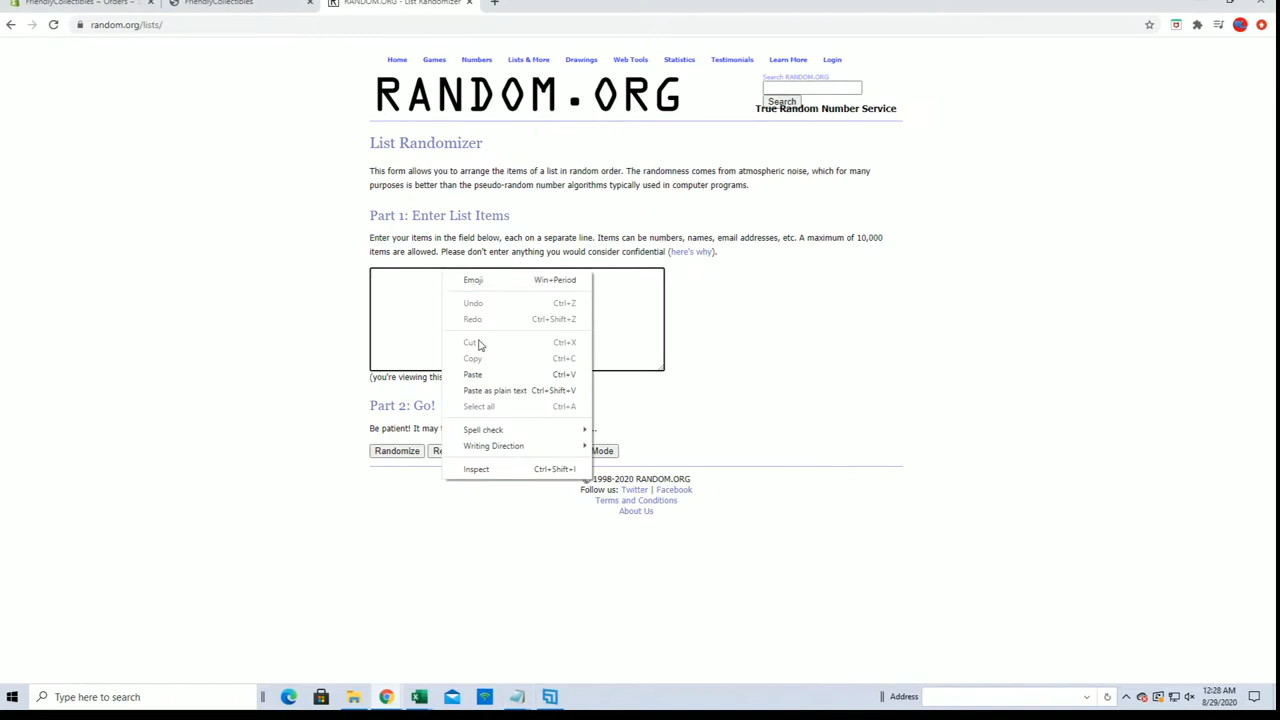 FriendlyCollectibles – Orders –
FriendlyCollectibles
RANDOM.ORG - List Randomizer
random.org/lists/
Home Games Numbers Lists & More Drawings Web Tools Statistics Testimonials Learn More Login
RANDOM.ORG
Search RANDOM.ORG
Search
True Random Number Service
List Randomizer
This form allows you to arrange the items of a list in random order. The randomness comes from atmospheric noise, which for many
purposes is better than the pseudo-random number algorithms typically used in computer programs.
Part 1: Enter List Items
Enter your items in the field below, each on a separate line. Items can be numbers, names, email addresses, etc. A maximum of 10,000
items are allowed. Please don't enter anything you would consider confidential (here's why).
Emoji Win+Period
Undo Ctrl+Z
Redo Ctrl+Shift+Z
Cut Ctrl+X
Copy Ctrl+C
Paste Ctrl+V
Paste as plain text Ctrl+Shift+V
Select all Ctrl+A
Spell check
Writing Direction
Inspect Ctrl+Shift+I
(you're viewing this
Part 2: Go!
Be patient! It may t
Randomize Re Mode
© 1998-2020 RANDOM.ORG
Follow us: Twitter | Facebook
Terms and Conditions
About Us
Type here to search
Address
12:28 AM
8/29/2020